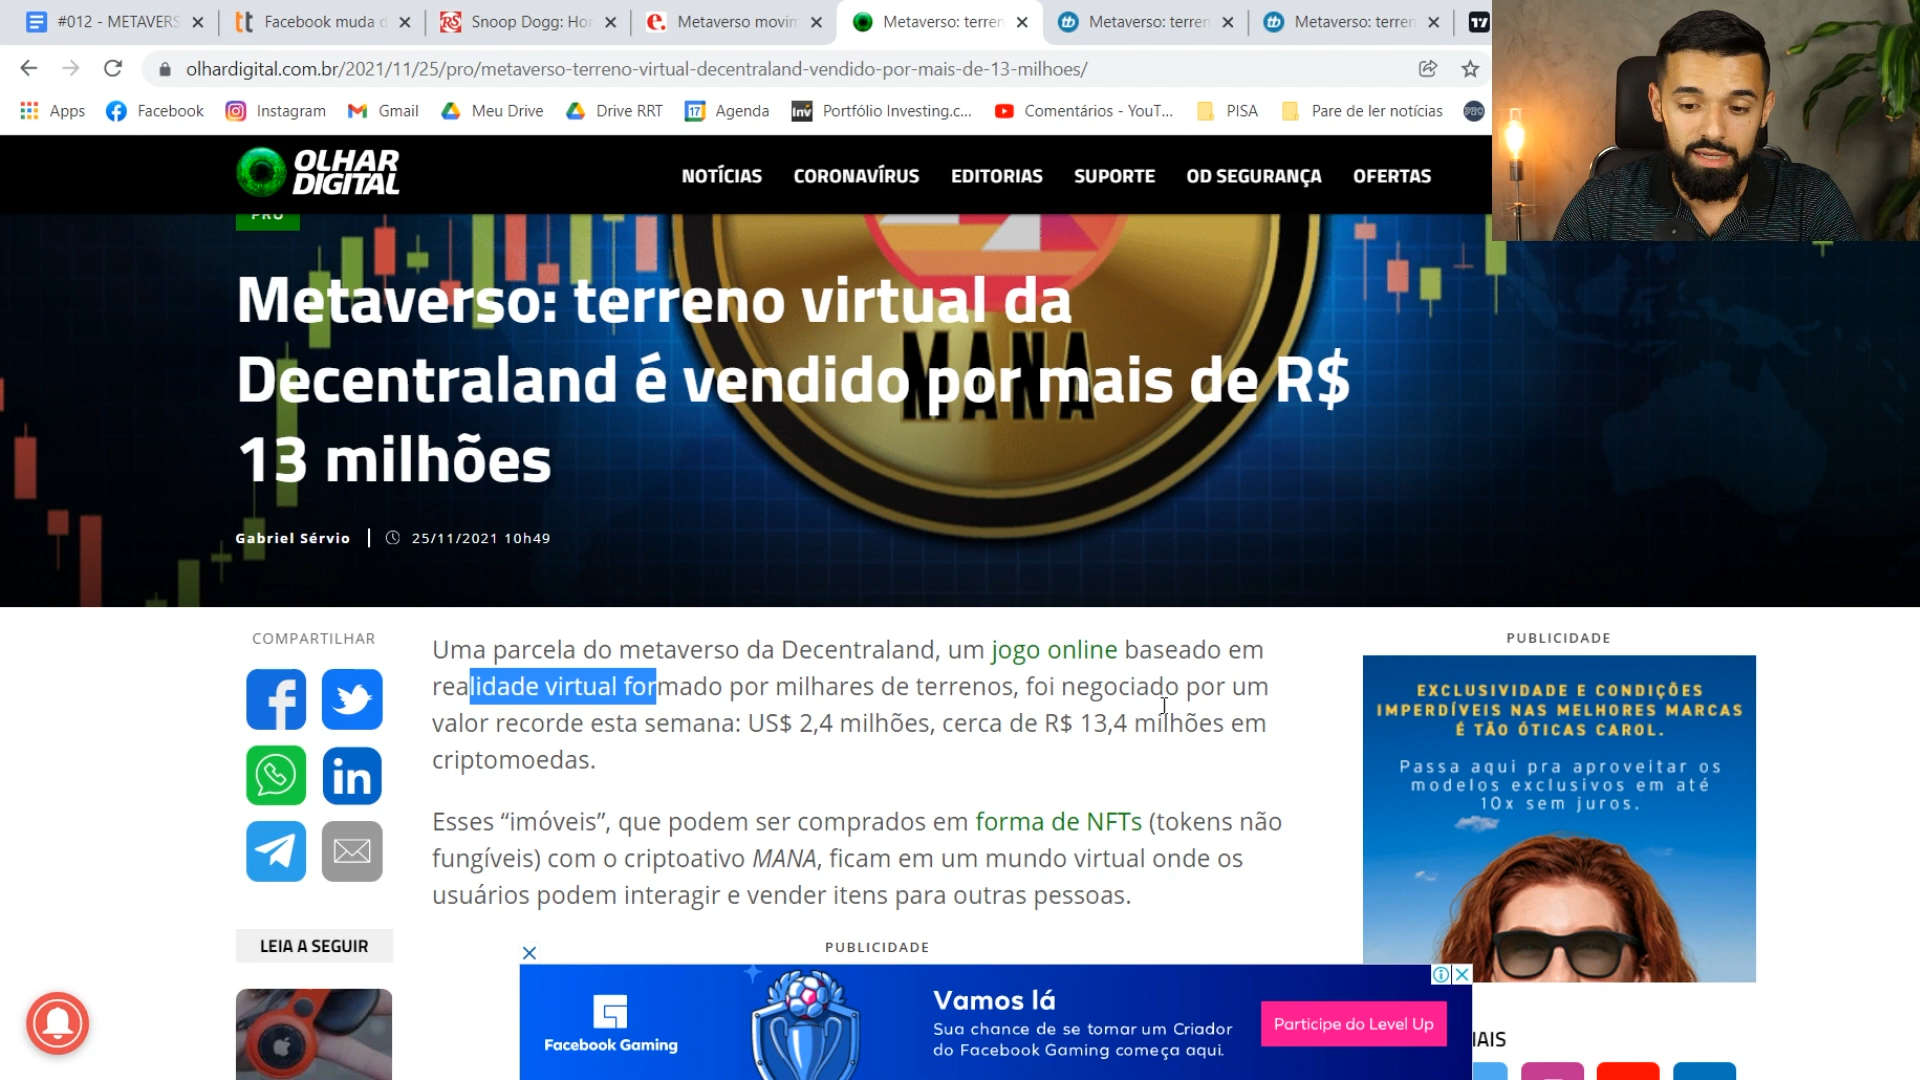 #012 - METAVERS
Facebook muda d
Snoop Dogg: Hor
Metaverso movim
Metaverso: terren
Metaverso: terren
Metaverso: terren
olhardigital.com.br/2021/11/25/pro/metaverso-terreno-virtual-decentraland-vendido-por-mais-de-13-milhoes/
Apps
Facebook
Instagram
Gmail
Meu Drive
Drive RRT
17
Agenda
Inv
Portfólio Investing.c...
Comentários - YouT...
PISA
Pare de ler notícias
OLHAR
DIGITAL
NOTÍCIAS
CORONAVÍRUS
EDITORIAS
SUPORTE
OD SEGURANÇA
OFERTAS
PRO
Metaverso: terreno virtual da
Decentraland é vendido por mais de R$
13 milhões
MANA
Gabriel Sérvio
25/11/2021 10h49
COMPARTILHAR
Uma parcela do metaverso da Decentraland, um jogo online baseado em
realidade virtual formado por milhares de terrenos, foi negociado por um
valor recorde esta semana: US$ 2,4 milhões, cerca de R$ 13,4 milhões em
criptomoedas.
Esses “imóveis”, que podem ser comprados em forma de NFTs (tokens não
fungíveis) com o criptoativo MANA, ficam em um mundo virtual onde os
usuários podem interagir e vender itens para outras pessoas.
LEIA A SEGUIR
PUBLICIDADE
Facebook Gaming
Vamos lá
Sua chance de se tornar um Criador
do Facebook Gaming começa aqui.
Participe do Level Up
PUBLICIDADE
EXCLUSIVIDADE E CONDIÇÕES
IMPERDÍVEIS NAS MELHORES MARCAS
É TÃO ÓTICAS CAROL.
Passa aqui pra aproveitar os
modelos exclusivos em até
10x sem juros.
IAIS